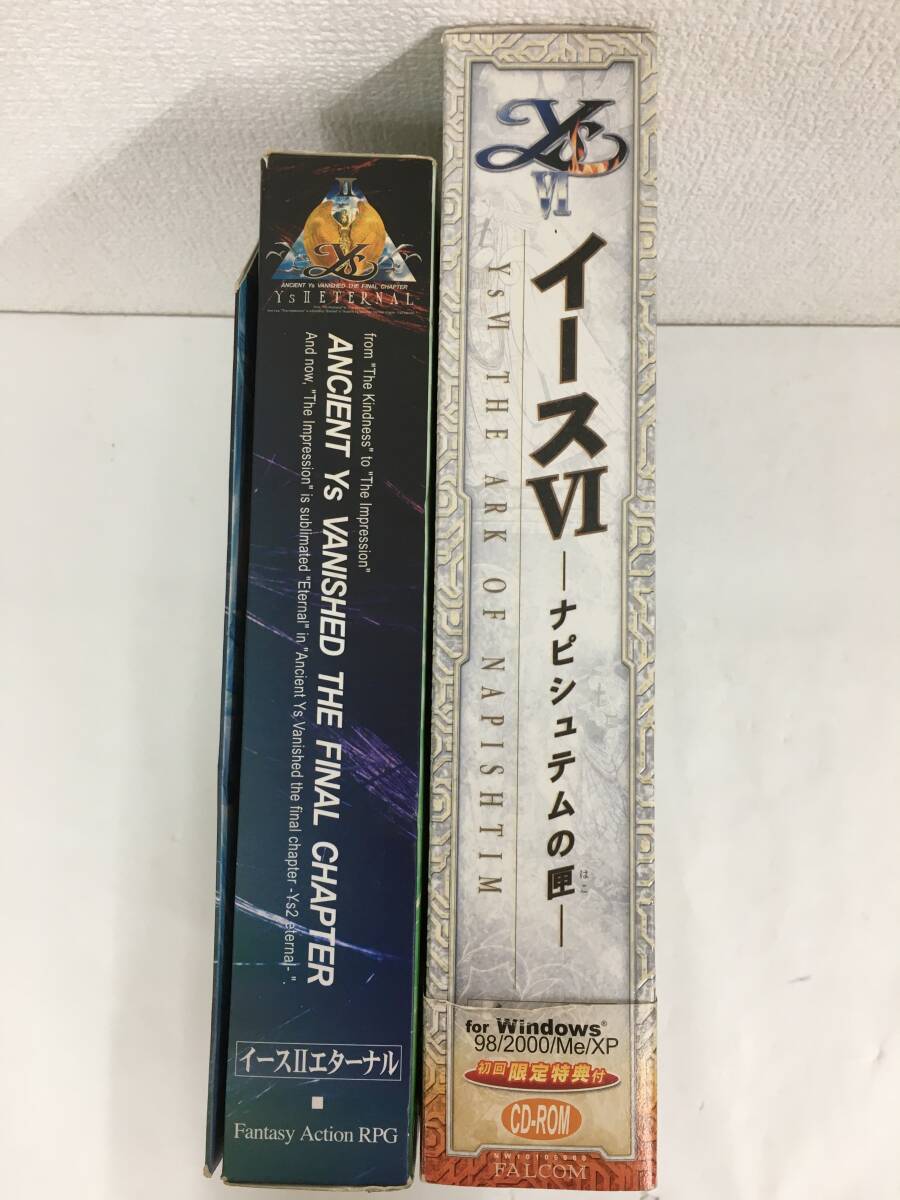 II
Ys
ANCIENT Ys VANISHED THE FINAL CHAPTER
Ys II ETERNAL
from "The Kindness" to "The Impression"
ANCIENT Ys VANISHED THE FINAL CHAPTER
And now, "The Impression" is sublimated "Eternal" in "Ancient Ys Vanished the final chapter -Ys2 eternal- ".
イースIIエターナル
Fantasy Action RPG
Ys
VI
イースVI
―ナピシュテムの匣―
はこ
Ys VI THE ARK OF NAPISHTIM
for Windows®
98/2000/Me/XP
初回限定特典付
CD-ROM
FALCOM